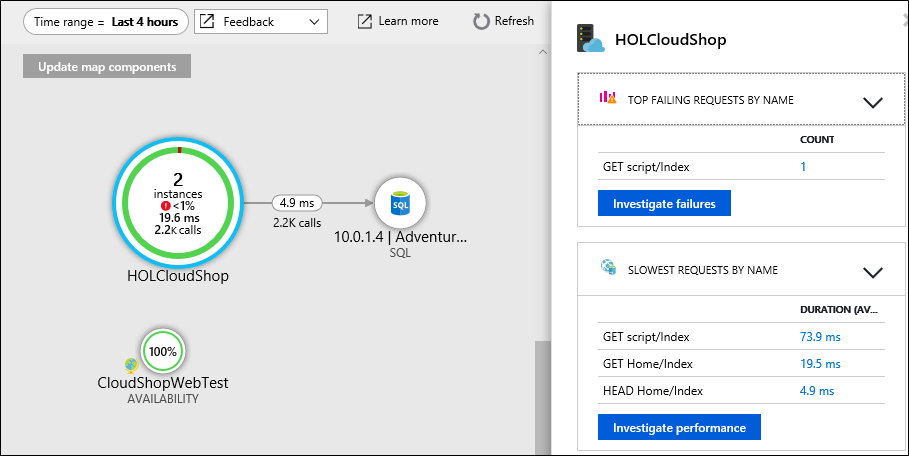 Time range = Last 4 hours
Feedback
Learn more
Refresh
Update map components
2
instances
<1%
19.6 ms
2.2K calls
HOLCloudShop
4.9 ms
2.2K calls
SQL
10.0.1.4 | Adventur...
SQL
100%
CloudShopWebTest
AVAILABILITY
HOLCloudShop
TOP FAILING REQUESTS BY NAME
COUNT
GET script/Index 1
Investigate failures
SLOWEST REQUESTS BY NAME
DURATION (AV...
GET script/Index 73.9 ms
GET Home/Index 19.5 ms
HEAD Home/Index 4.9 ms
Investigate performance